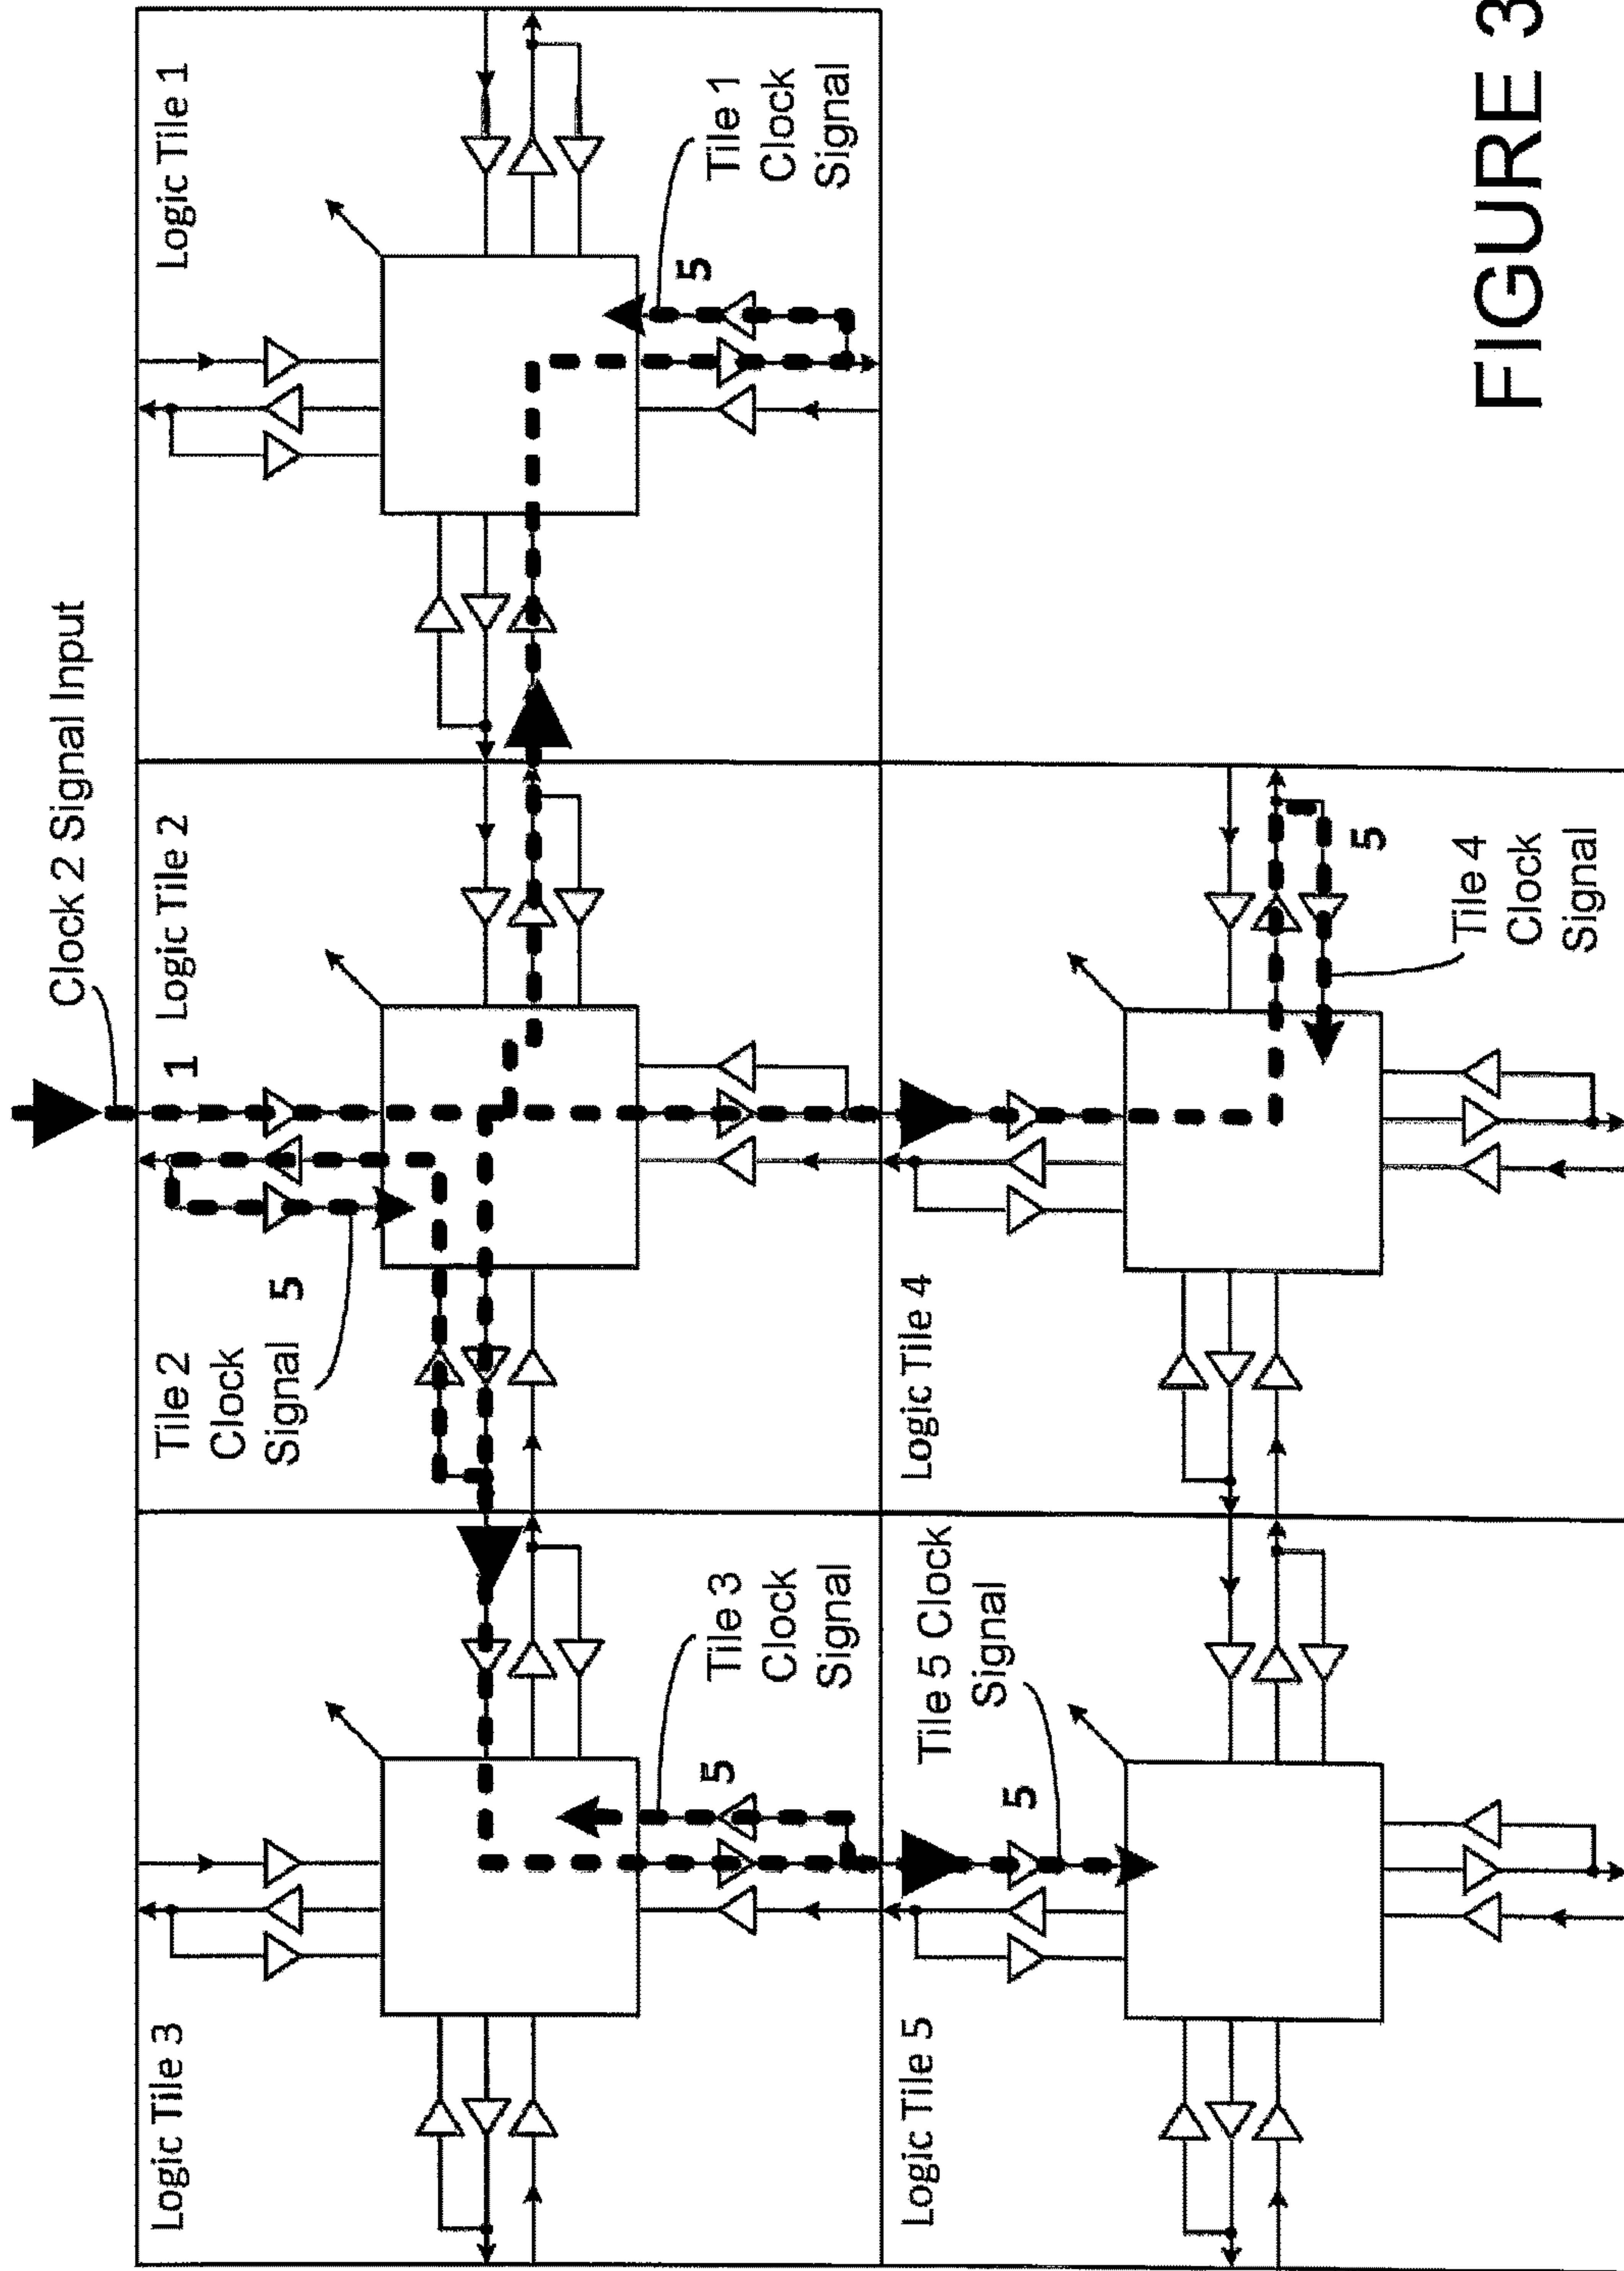 Clock 2 Signal Input
Logic Tile 3
Tile 2
Clock
Signal
5
1
Logic Tile 2
Logic Tile 1
5
Tile 3
Clock
Signal
5
Tile 1
Clock
Signal
Logic Tile 5
5
Tile 5 Clock
Signal
Logic Tile 4
5
Tile 4
Clock
Signal
FIGURE 3